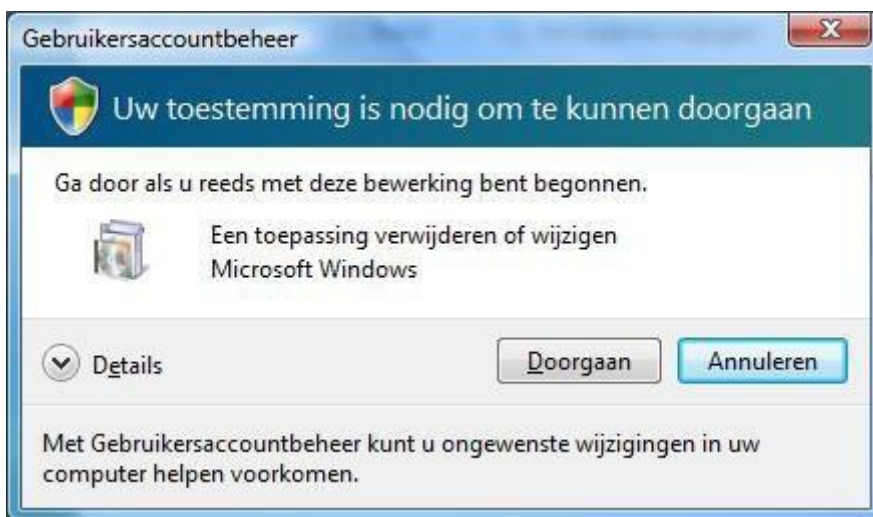 Gebruikersaccountbeheer
Uw toestemming is nodig om te kunnen doorgaan
Ga door als u reeds met deze bewerking bent begonnen.
Een toepassing verwijderen of wijzigen
Microsoft Windows
Details
Doorgaan
Annuleren
Met Gebruikersaccountbeheer kunt u ongewenste wijzigingen in uw
computer helpen voorkomen.